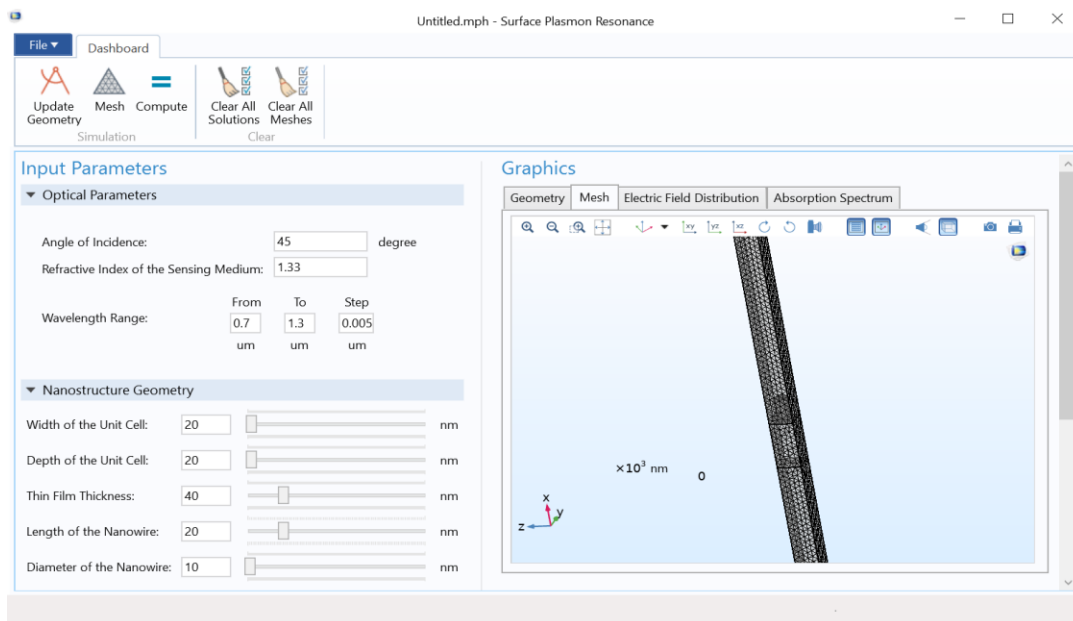 Untitled.mph - Surface Plasmon Resonance
File Dashboard
Update Geometry Mesh Compute Clear All Solutions Clear All Meshes
Simulation Clear
Input Parameters
Optical Parameters
Angle of Incidence: 45 degree
Refractive Index of the Sensing Medium: 1.33
From To Step
Wavelength Range: 0.7 1.3 0.005
um um um
Nanostructure Geometry
Width of the Unit Cell: 20 nm
Depth of the Unit Cell: 20 nm
Thin Film Thickness: 40 nm
Length of the Nanowire: 20 nm
Diameter of the Nanowire: 10 nm
Graphics
Geometry Mesh Electric Field Distribution Absorption Spectrum
xy yz xz
×10³ nm 0
x
y
z